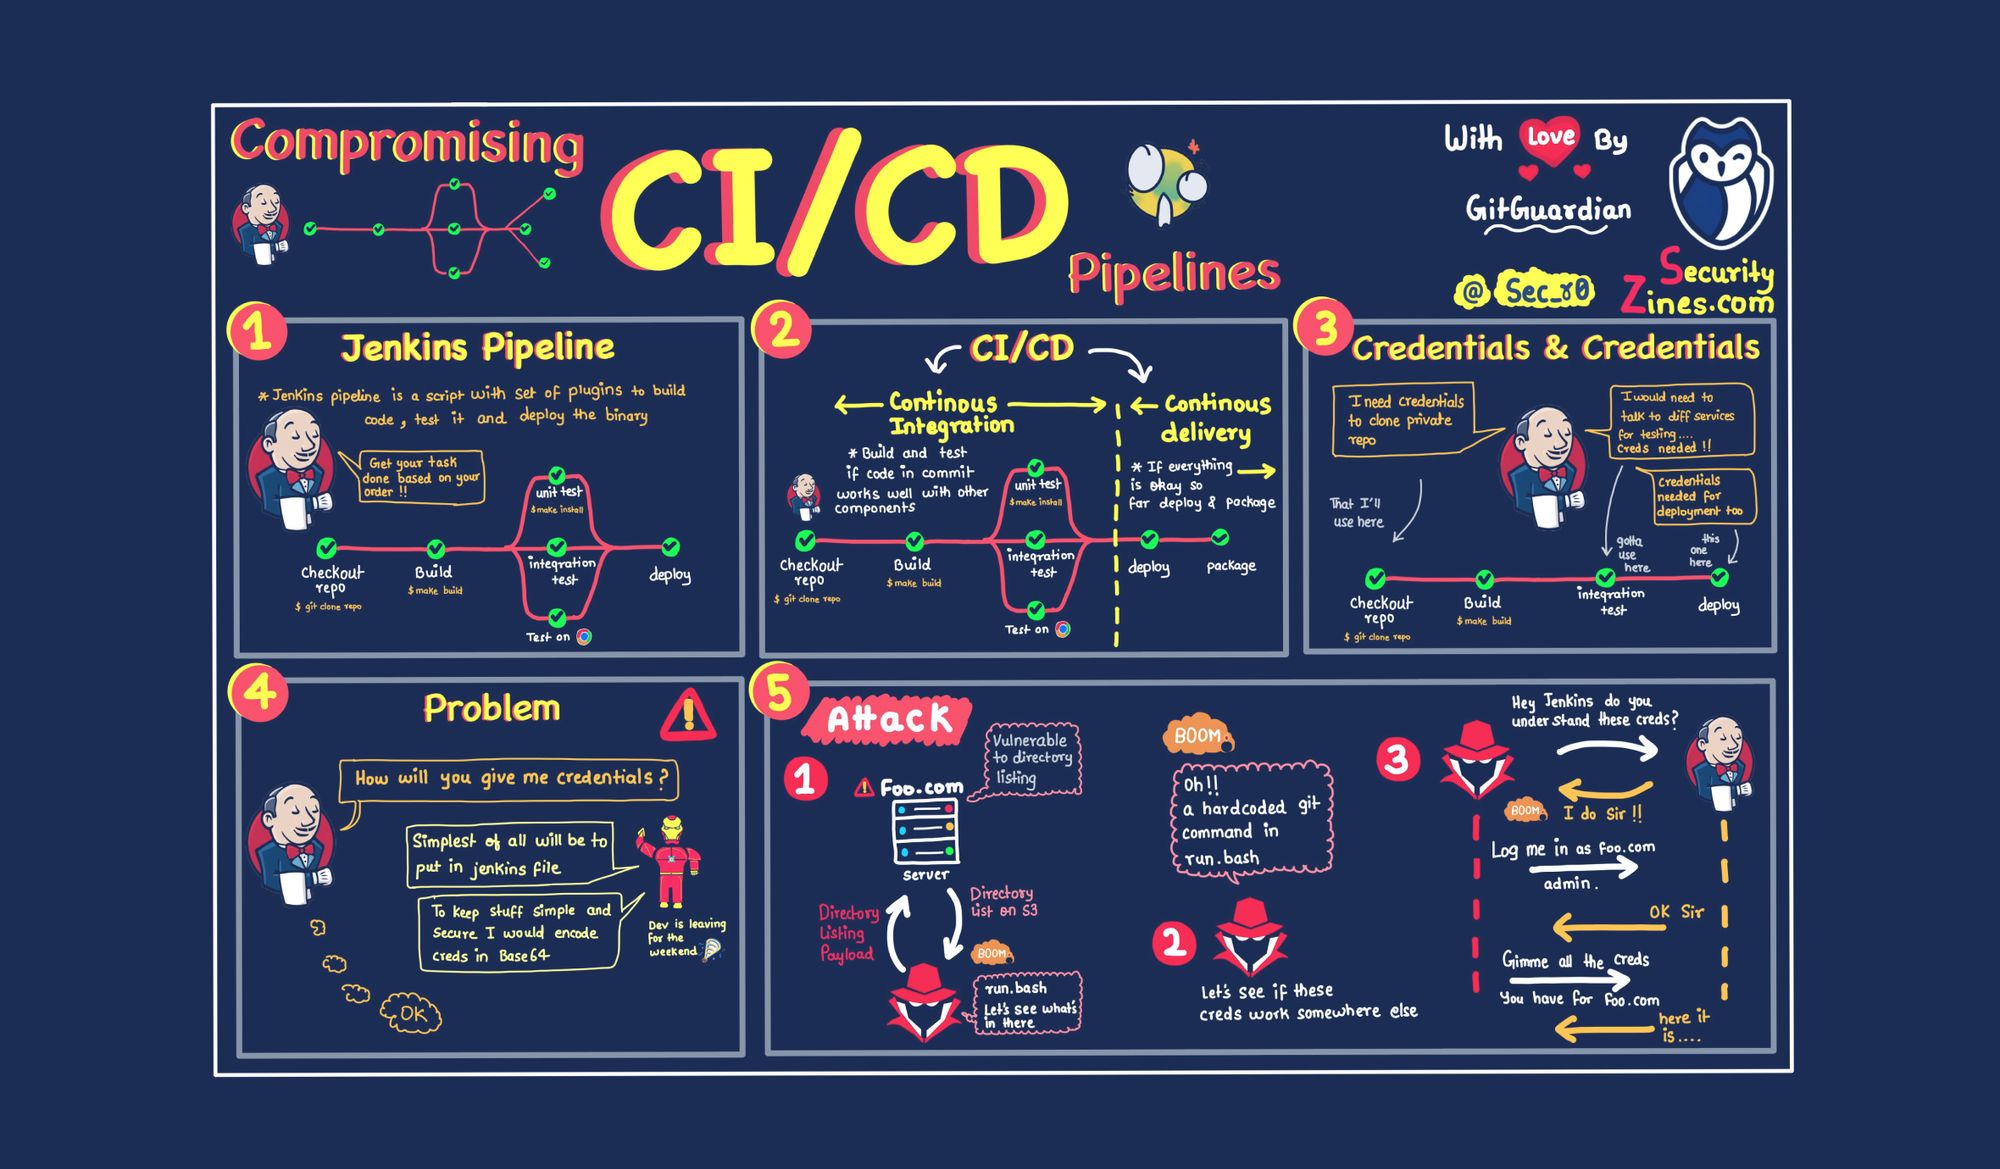 Compromising
CI/CD
Pipelines
With Love By
GitGuardian
@ Sec_r0
Security
Zines.com
1
Jenkins Pipeline
* Jenkins pipeline is a script with set of plugins to build
code, test it and deploy the binary
Get your task
done based on your
order !!
unit test
$ make install
Checkout
repo
$ git clone repo
Build
$ make build
integration
test
deploy
Test on
2
CI/CD
Continous
Integration
Continous
delivery
* Build and test
if code in commit
works well with other
components
* If everything
is okay so
far deploy & package
unit test
$ make install
Checkout
repo
$ git clone repo
Build
$ make build
integration
test
deploy
package
Test on
3
Credentials & Credentials
I need credentials
to clone private
repo
I would need to
talk to diff services
for testing....
Creds needed !!
Credentials
needed for
deployment too
That I'll
use here
gotta
use
here
this
one
here
Checkout
repo
$ git clone repo
Build
$ make build
integration
test
deploy
4
Problem
!
How will you give me credentials?
Simplest of all will be to
put in jenkins file
To keep stuff simple and
secure I would encode
creds in Base64
Dev is leaving
for the
weekend
OK
5
Attack
1
Vulnerable
to directory
listing
Foo.com
server
Directory
Listing
Payload
Directory
list on S3
BOOM
run.bash
Let's see what's
in there
BOOM
Oh!!
a hardcoded git
command in
run.bash
2
Let's see if these
creds work somewhere else
3
Hey Jenkins do you
understand these creds?
BOOM
I do Sir !!
Log me in as foo.com
admin.
OK Sir
Gimme all the creds
you have for foo.com
here it
is....